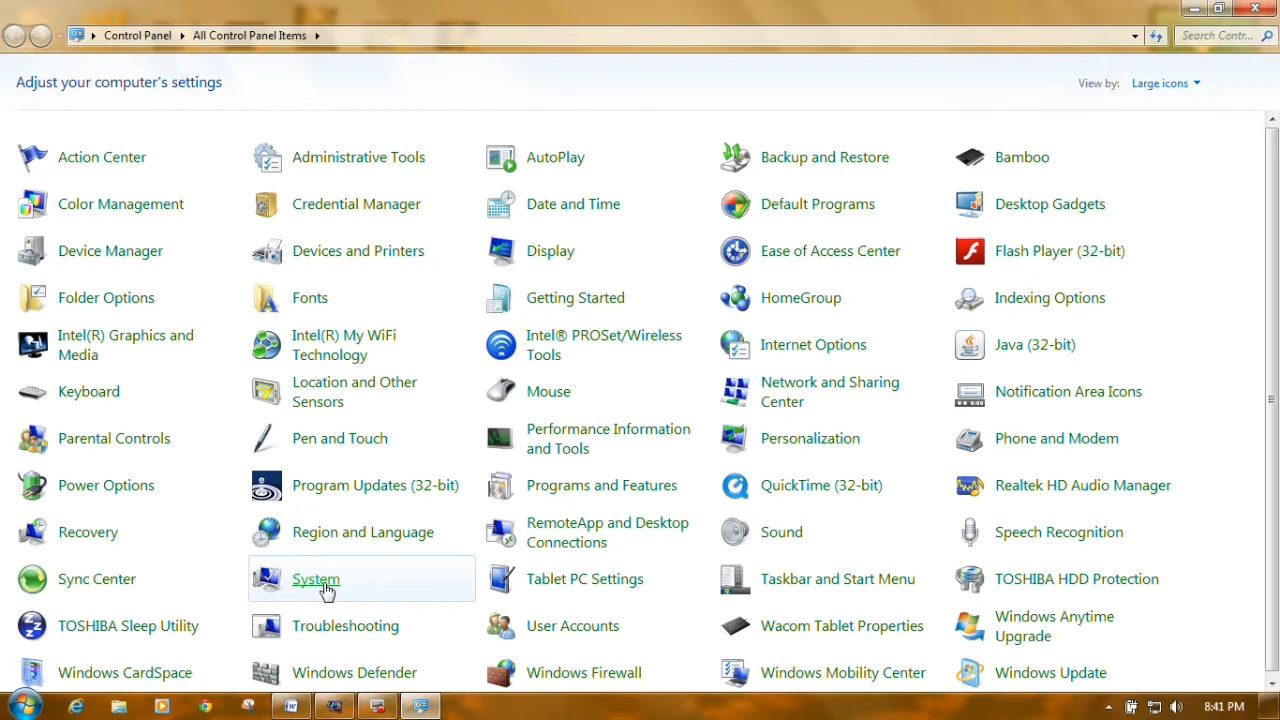 Control Panel All Control Panel Items Search Contr...
Adjust your computer's settings View by: Large icons
Action Center Administrative Tools AutoPlay Backup and Restore Bamboo
Color Management Credential Manager Date and Time Default Programs Desktop Gadgets
Device Manager Devices and Printers Display Ease of Access Center Flash Player (32-bit)
Folder Options Fonts Getting Started HomeGroup Indexing Options
Intel(R) Graphics and Intel(R) My WiFi Intel® PROSet/Wireless Internet Options Java (32-bit)
Media Technology Tools
Keyboard Location and Other Mouse Network and Sharing Notification Area Icons
Sensors Center
Parental Controls Pen and Touch Performance Information Personalization Phone and Modem
and Tools
Power Options Program Updates (32-bit) Programs and Features QuickTime (32-bit) Realtek HD Audio Manager
Recovery Region and Language RemoteApp and Desktop Sound Speech Recognition
Connections
Sync Center System Tablet PC Settings Taskbar and Start Menu TOSHIBA HDD Protection
TOSHIBA Sleep Utility Troubleshooting User Accounts Wacom Tablet Properties Windows Anytime
Upgrade
Windows CardSpace Windows Defender Windows Firewall Windows Mobility Center Windows Update
8:41 PM